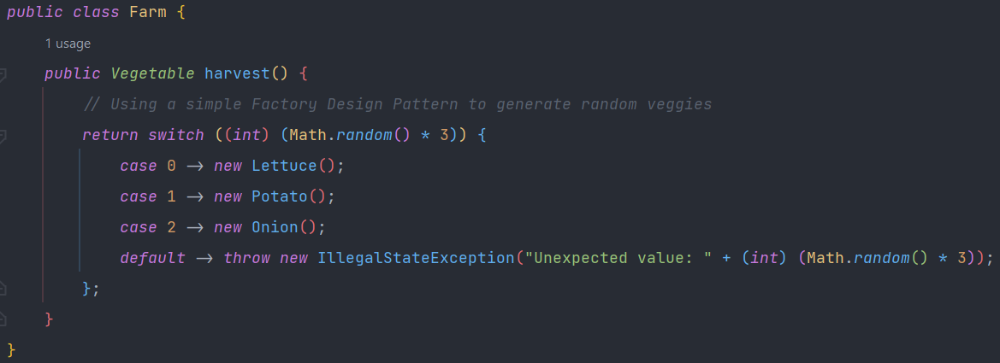 public class Farm {
1 usage
public Vegetable harvest() {
// Using a simple Factory Design Pattern to generate random veggies
return switch ((int) (Math.random() * 3)) {
case 0 -> new Lettuce();
case 1 -> new Potato();
case 2 -> new Onion();
default -> throw new IllegalStateException("Unexpected value: " + (int) (Math.random() * 3));
};
}
}